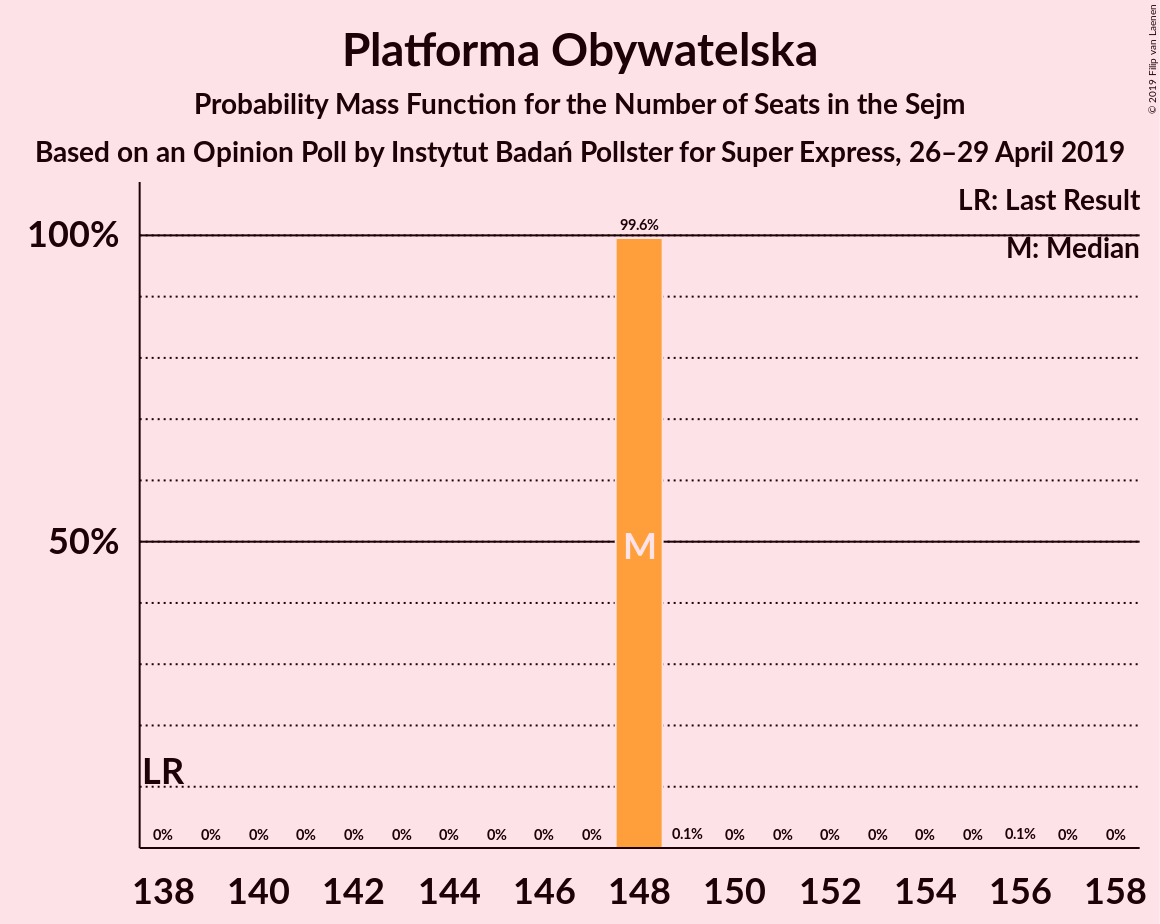 Platforma Obywatelska
Probability Mass Function for the Number of Seats in the Sejm
Based on an Opinion Poll by Instytut Badań Pollster for Super Express, 26–29 April 2019
© 2019 Filip van Laenen
LR: Last Result
M: Median
100%
50%
99.6%
M
LR
0% 0% 0% 0% 0% 0% 0% 0% 0% 0% 0.1% 0% 0% 0% 0% 0% 0% 0.1% 0% 0%
138 140 142 144 146 148 150 152 154 156 158